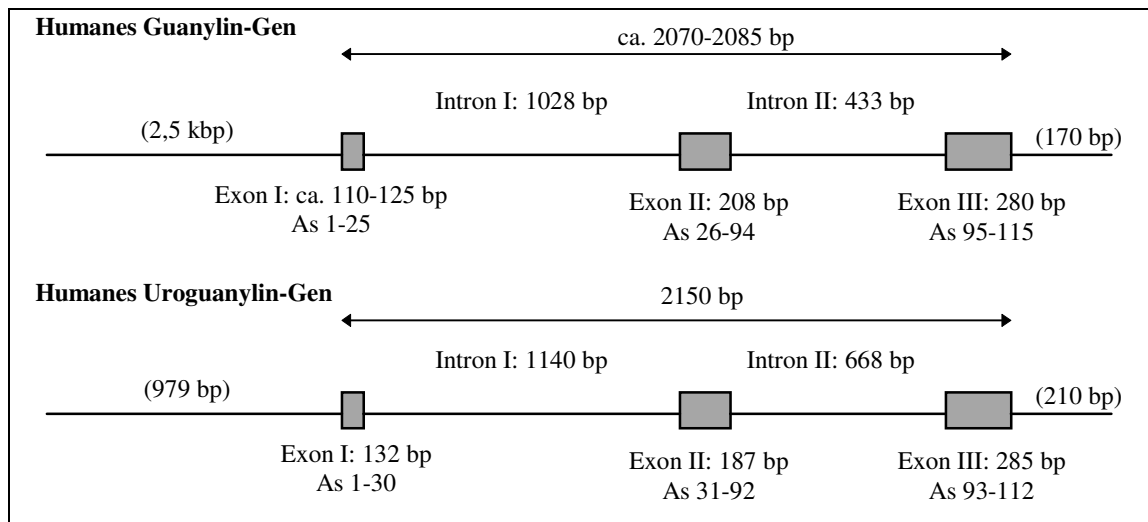 Humanes Guanylin-Gen
ca. 2070-2085 bp
Intron I: 1028 bp
Intron II: 433 bp
(2,5 kbp)
(170 bp)
Exon I: ca. 110-125 bp
As 1-25
Exon II: 208 bp
As 26-94
Exon III: 280 bp
As 95-115
Humanes Uroguanylin-Gen
2150 bp
Intron I: 1140 bp
Intron II: 668 bp
(979 bp)
(210 bp)
Exon I: 132 bp
As 1-30
Exon II: 187 bp
As 31-92
Exon III: 285 bp
As 93-112